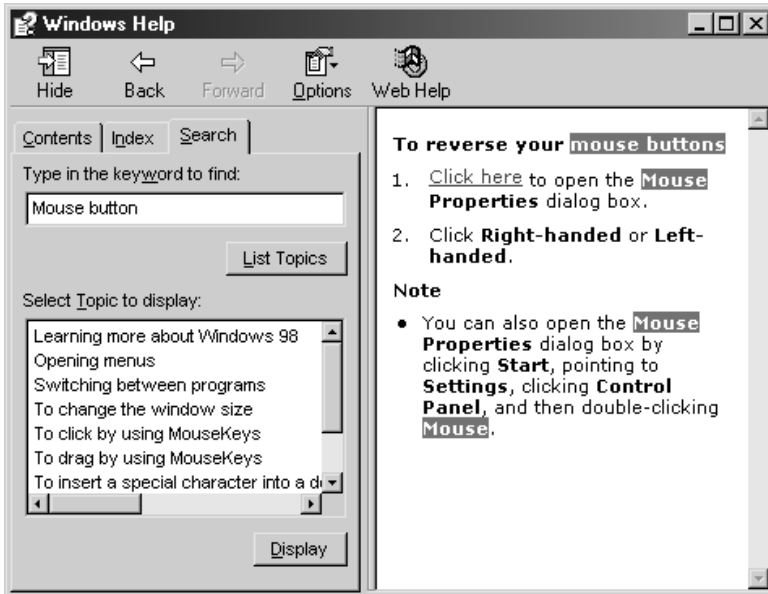 Windows Help
Hide Back Forward Options Web Help
Contents Index Search
Type in the keyword to find:
Mouse button
List Topics
Select Topic to display:
Learning more about Windows 98
Opening menus
Switching between programs
To change the window size
To click by using MouseKeys
To drag by using MouseKeys
To insert a special character into a d
Display
To reverse your mouse buttons
1. Click here to open the Mouse
Properties dialog box.
2. Click Right-handed or Left-
handed.
Note
• You can also open the Mouse
Properties dialog box by
clicking Start, pointing to
Settings, clicking Control
Panel, and then double-clicking
Mouse.